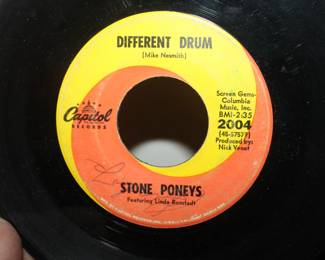 DIFFERENT DRUM
(Mike Nesmith)
Screen Gems-
Columbia
Music, Inc.
BMI-2:35
2004
(45-57577)
Produced by:
Nick Venet
Capitol
RECORDS
STONE PONEYS
Featuring Linda Ronstadt